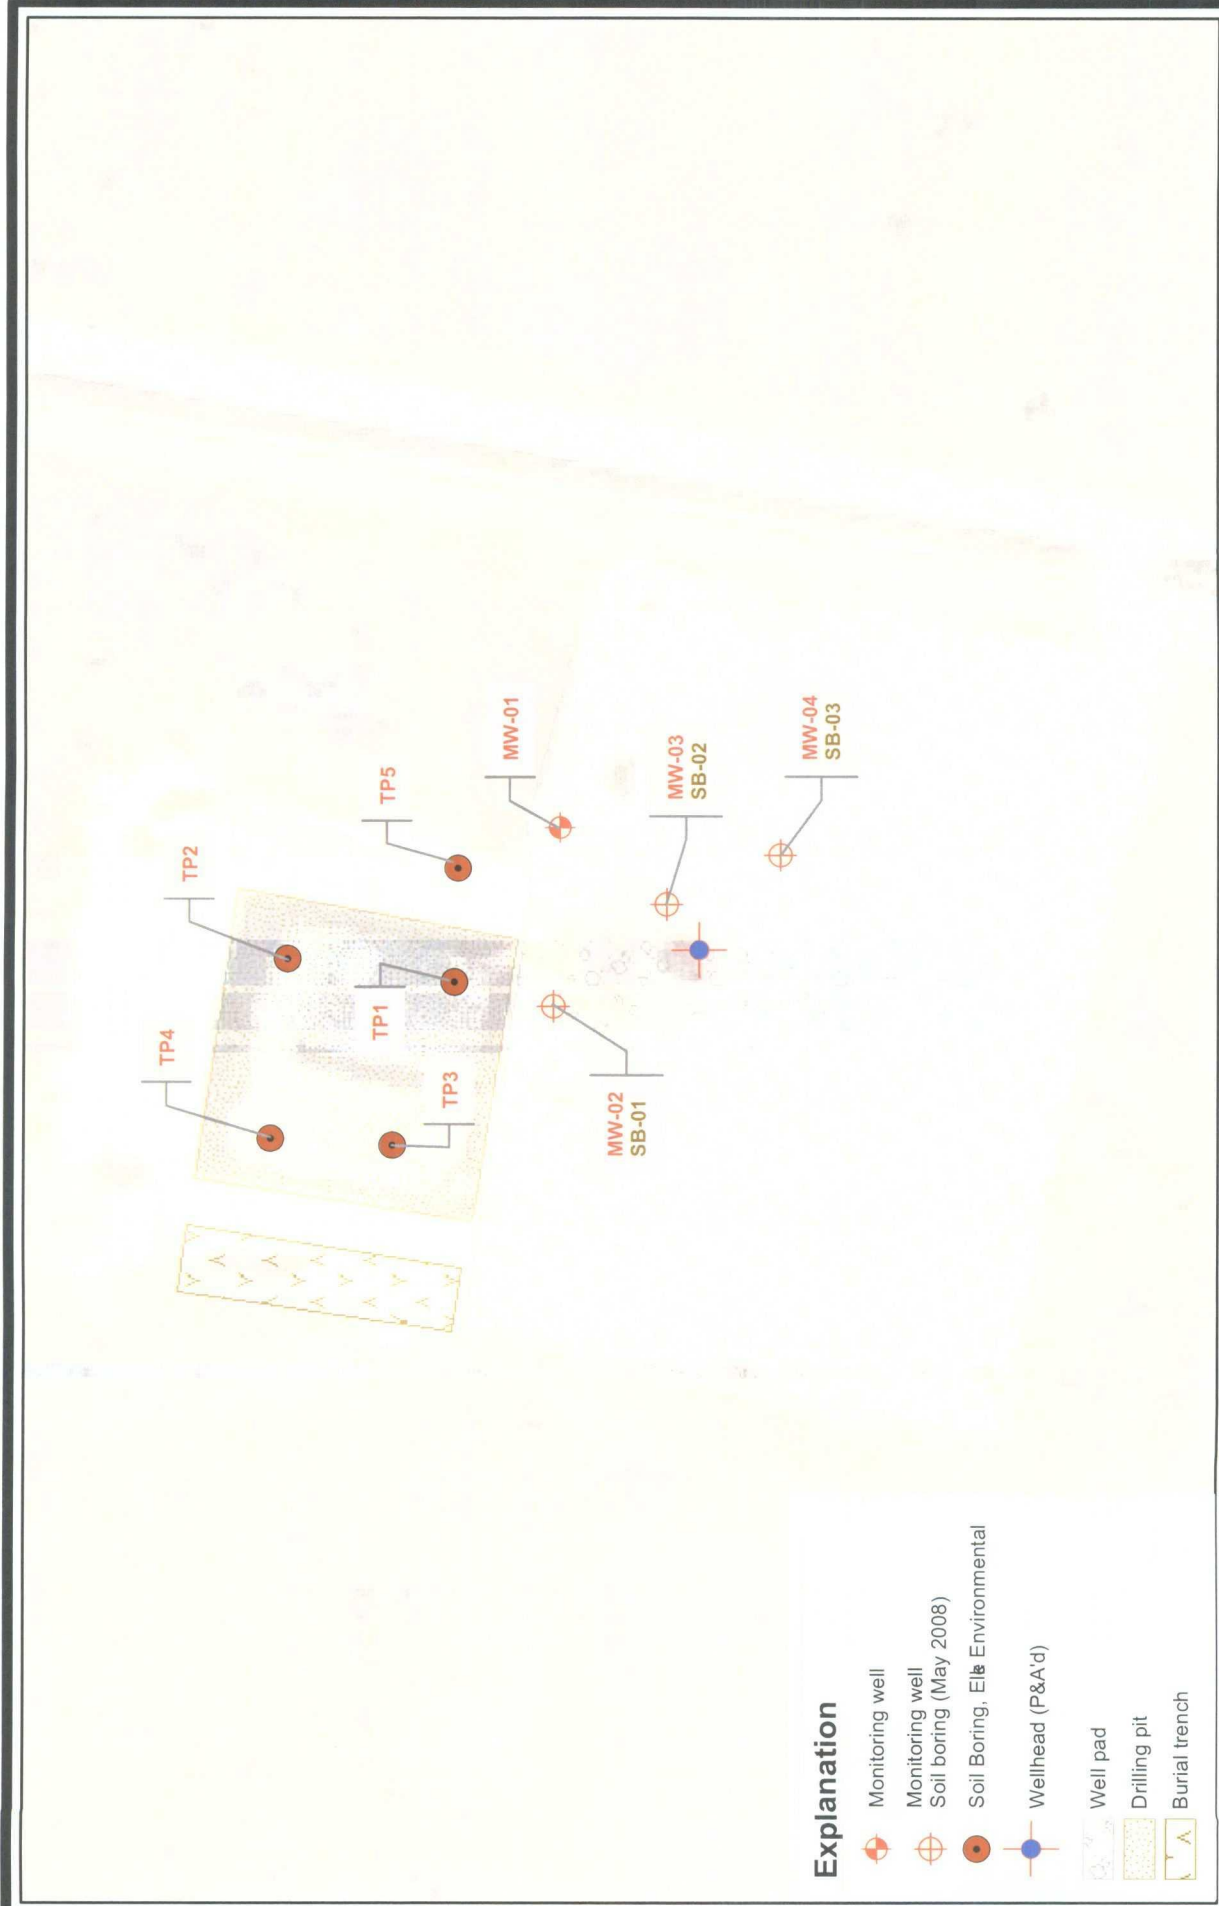 TP4
TP2
TP5
TP1
TP3
MW-01
MW-02
SB-01
MW-03
SB-02
MW-04
SB-03
Explanation
Monitoring well
Monitoring well
Soil boring (May 2008)
Soil Boring, Elke Environmental
Wellhead (P&A'd)
Well pad
Drilling pit
Burial trench